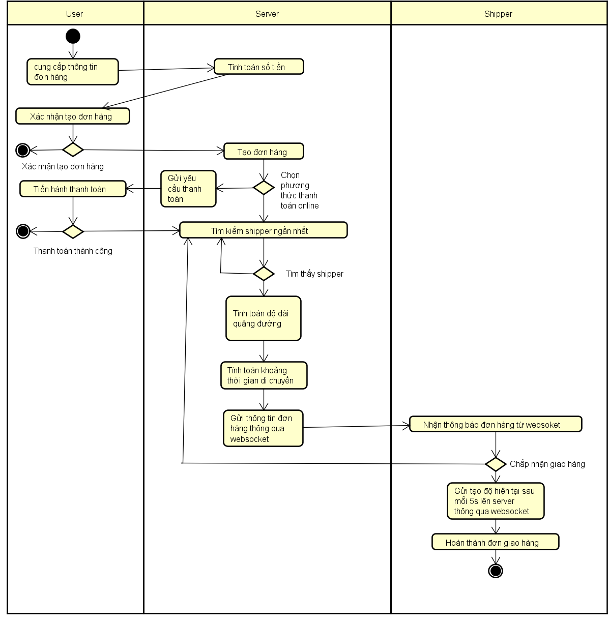 User
Server
Shipper
cung cấp thông tin
đơn hàng
Tính toán số tiền
Xác nhận tạo đơn hàng
Tạo đơn hàng
Xác nhận tạo đơn hàng
Gửi yêu
cầu thanh
toán
Chọn
phương
thức thanh
toán online
Tiến hành thanh toán
Tìm kiếm shipper ngắn nhất
Thanh toán thành công
Tìm thấy shipper
Tính toán độ dài
quãng đường
Tính toán khoảng
thời gian di chuyển
Gửi thông tin đơn
hàng thông qua
websocket
Nhận thông báo đơn hàng từ websoket
Chấp nhận giao hàng
Gửi tạo độ hiện tại sau
mỗi 5s lên server
thông qua websocket
Hoàn thành đơn giao hàng